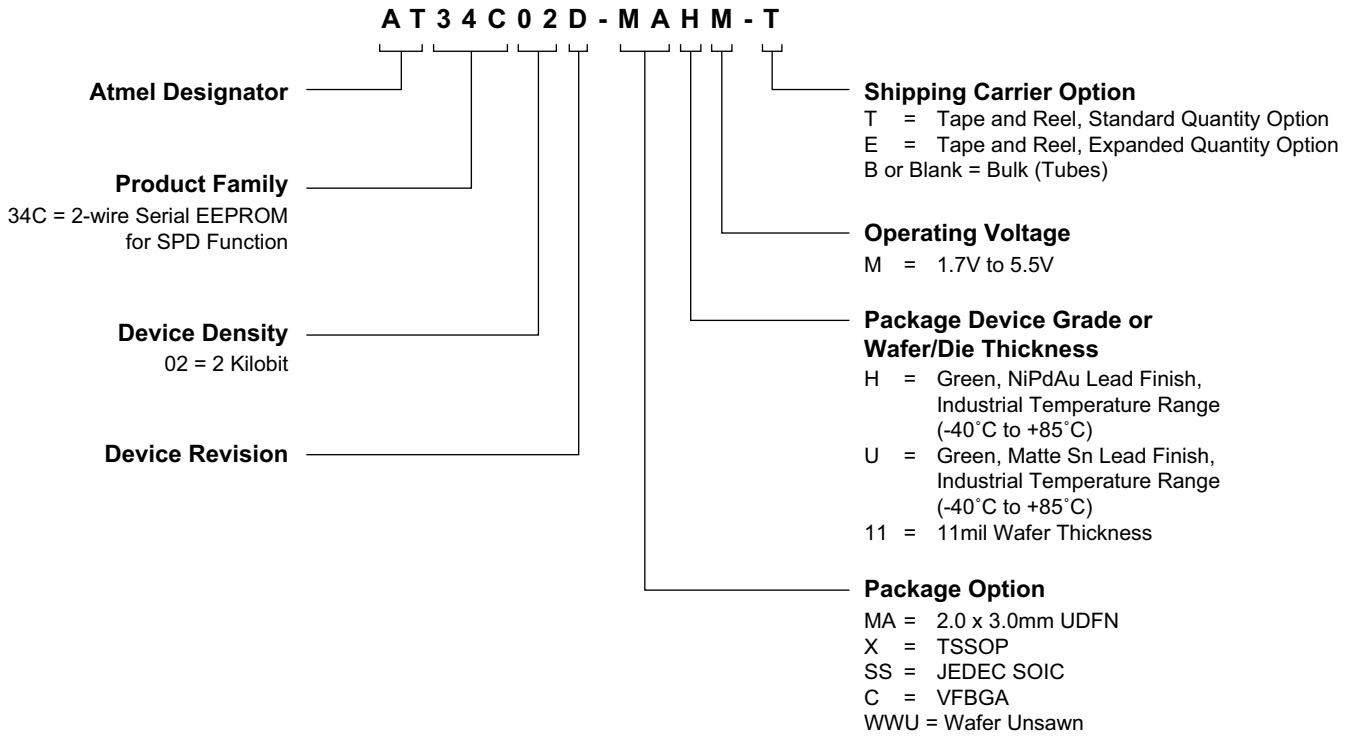 AT34C02D-MAHM-T
Atmel Designator
Product Family
34C = 2-wire Serial EEPROM
for SPD Function
Device Density
02 = 2 Kilobit
Device Revision
Shipping Carrier Option
T = Tape and Reel, Standard Quantity Option
E = Tape and Reel, Expanded Quantity Option
B or Blank = Bulk (Tubes)
Operating Voltage
M = 1.7V to 5.5V
Package Device Grade or
Wafer/Die Thickness
H = Green, NiPdAu Lead Finish,
Industrial Temperature Range
(-40˚C to +85˚C)
U = Green, Matte Sn Lead Finish,
Industrial Temperature Range
(-40˚C to +85˚C)
11 = 11mil Wafer Thickness
Package Option
MA = 2.0 x 3.0mm UDFN
X = TSSOP
SS = JEDEC SOIC
C = VFBGA
WWU = Wafer Unsawn